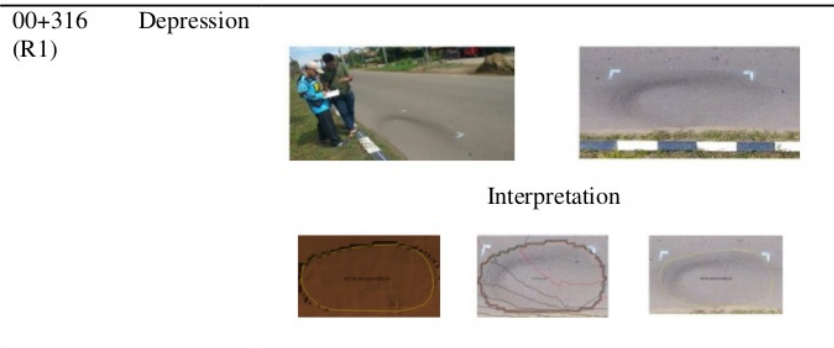 00+316 Depression
(R1)
Interpretation